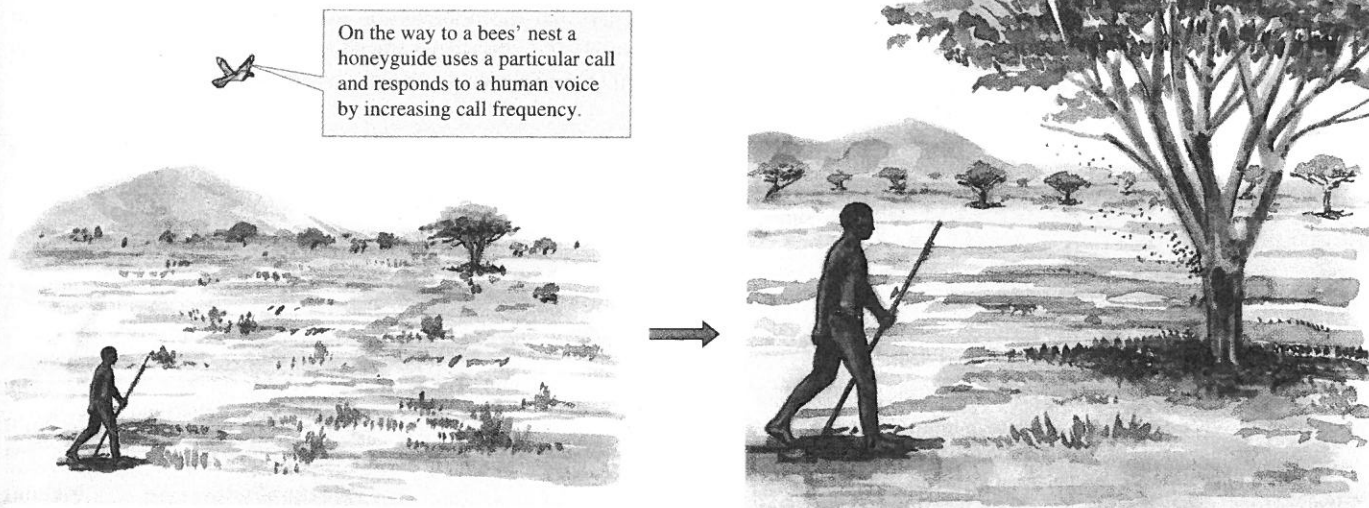 On the way to a bees' nest a
honeyguide uses a particular call
and responds to a human voice
by increasing call frequency.